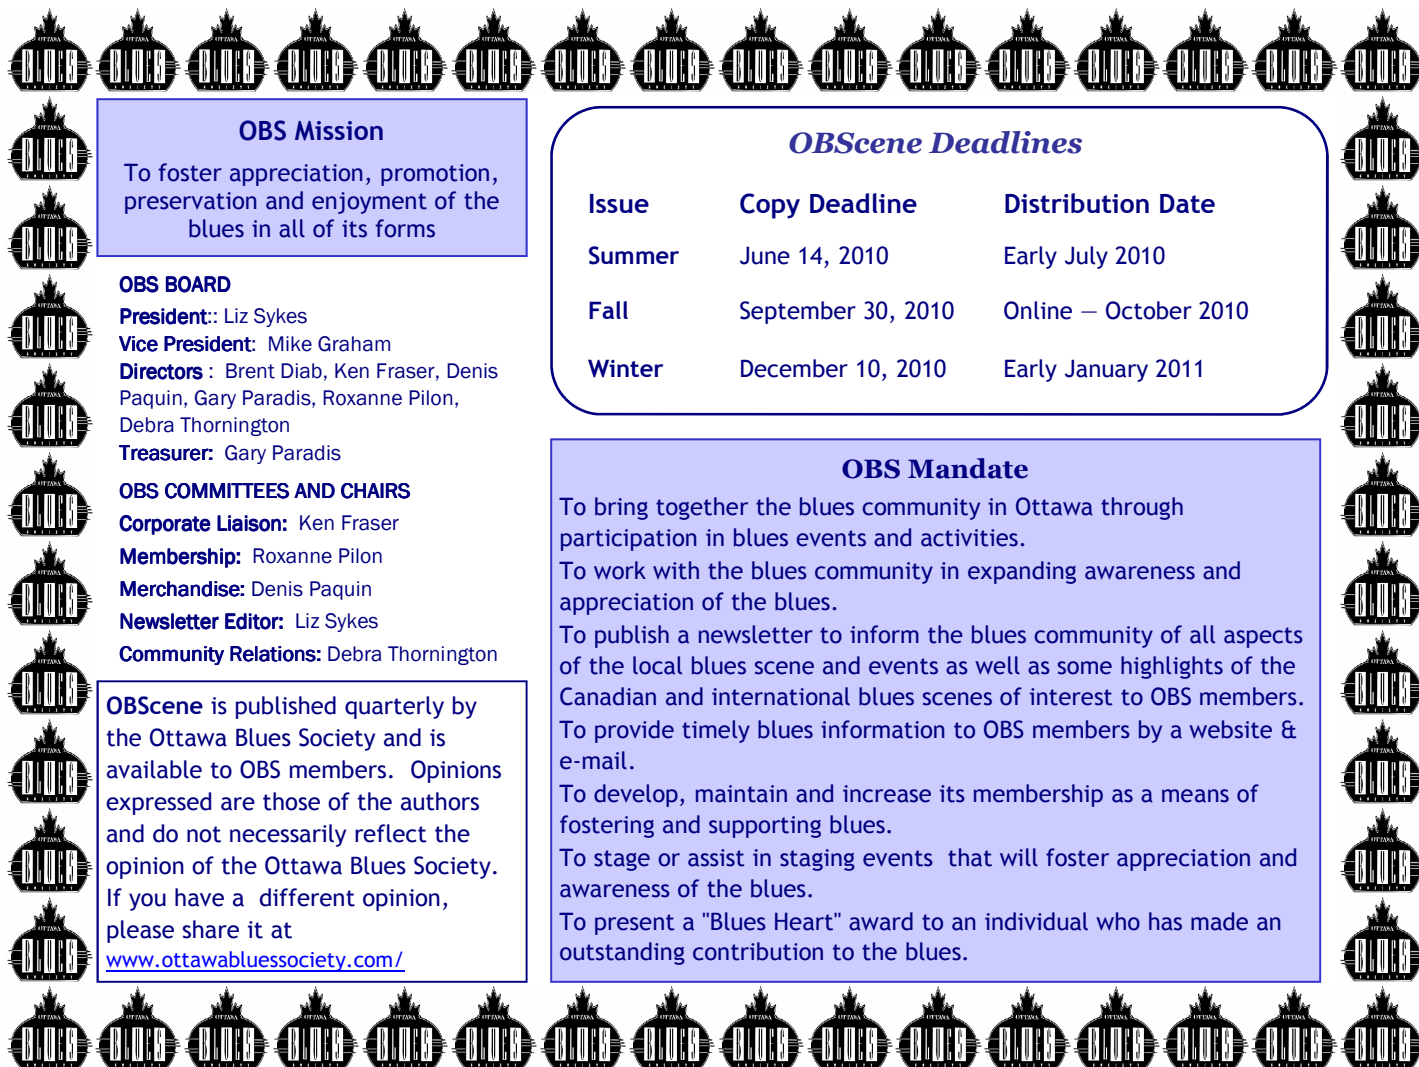 OBS Mission
To foster appreciation, promotion,
preservation and enjoyment of the
blues in all of its forms
OBS BOARD
President:: Liz Sykes
Vice President:  Mike Graham
Directors :  Brent Diab, Ken Fraser, Denis
Paquin, Gary Paradis, Roxanne Pilon,
Debra Thornington
Treasurer:  Gary Paradis
OBS COMMITTEES AND CHAIRS
Corporate Liaison:  Ken Fraser
Membership:  Roxanne Pilon
Merchandise: Denis Paquin
Newsletter Editor:  Liz Sykes
Community Relations: Debra Thornington
OBScene is published quarterly by
the Ottawa Blues Society and is
available to OBS members.  Opinions
expressed are those of the authors
and do not necessarily reflect the
opinion of the Ottawa Blues Society.
If you have a  different opinion,
please share it at
www.ottawabluessociety.com/
OBScene Deadlines
Issue Copy Deadline Distribution Date
Summer June 14, 2010 Early July 2010
Fall September 30, 2010 Online — October 2010
Winter December 10, 2010 Early January 2011
OBS Mandate
To bring together the blues community in Ottawa through
participation in blues events and activities.
To work with the blues community in expanding awareness and
appreciation of the blues.
To publish a newsletter to inform the blues community of all aspects
of the local blues scene and events as well as some highlights of the
Canadian and international blues scenes of interest to OBS members.
To provide timely blues information to OBS members by a website &
e-mail.
To develop, maintain and increase its membership as a means of
fostering and supporting blues.
To stage or assist in staging events  that will foster appreciation and
awareness of the blues.
To present a "Blues Heart" award to an individual who has made an
outstanding contribution to the blues.
OTTAWA
BLUES
SOCIETY